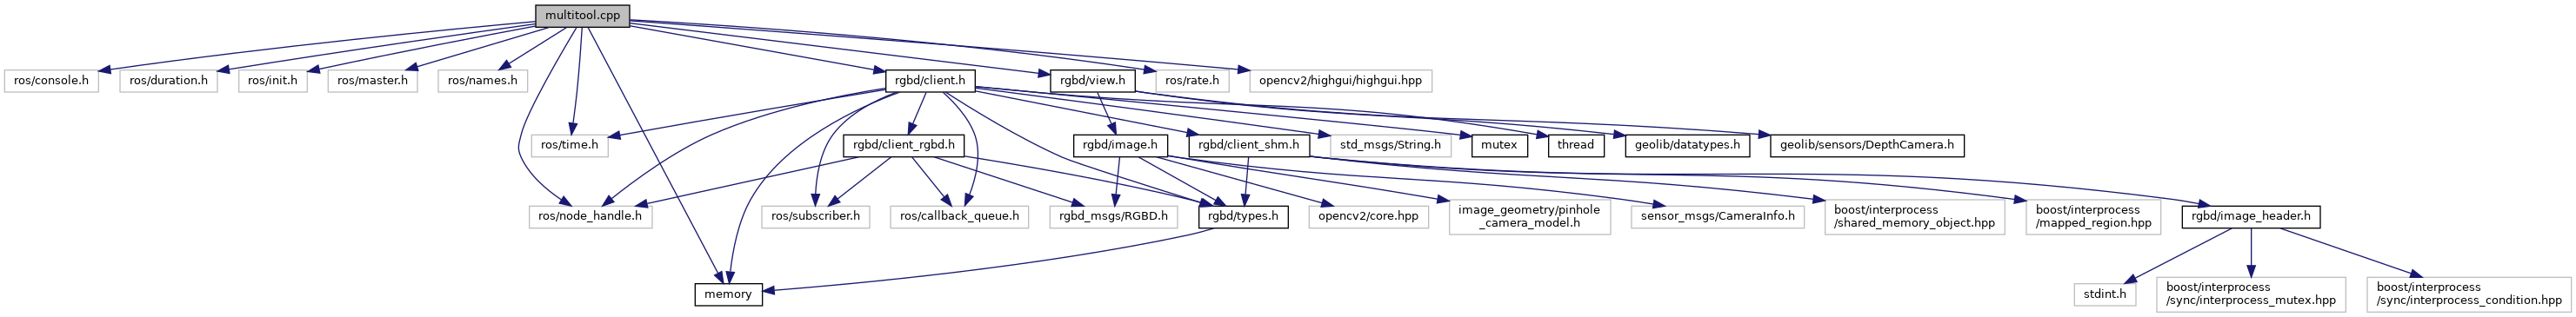 multitool.cpp
ros/console.h
ros/duration.h
ros/init.h
ros/master.h
ros/names.h
rgbd/client.h
rgbd/view.h
ros/rate.h
opencv2/highgui/highgui.hpp
ros/time.h
rgbd/client_rgbd.h
rgbd/image.h
rgbd/client_shm.h
std_msgs/String.h
mutex
thread
geolib/datatypes.h
geolib/sensors/DepthCamera.h
ros/node_handle.h
ros/subscriber.h
ros/callback_queue.h
rgbd_msgs/RGBD.h
rgbd/types.h
opencv2/core.hpp
image_geometry/pinhole
_camera_model.h
sensor_msgs/CameraInfo.h
boost/interprocess
/shared_memory_object.hpp
boost/interprocess
/mapped_region.hpp
rgbd/image_header.h
memory
stdint.h
boost/interprocess
/sync/interprocess_mutex.hpp
boost/interprocess
/sync/interprocess_condition.hpp